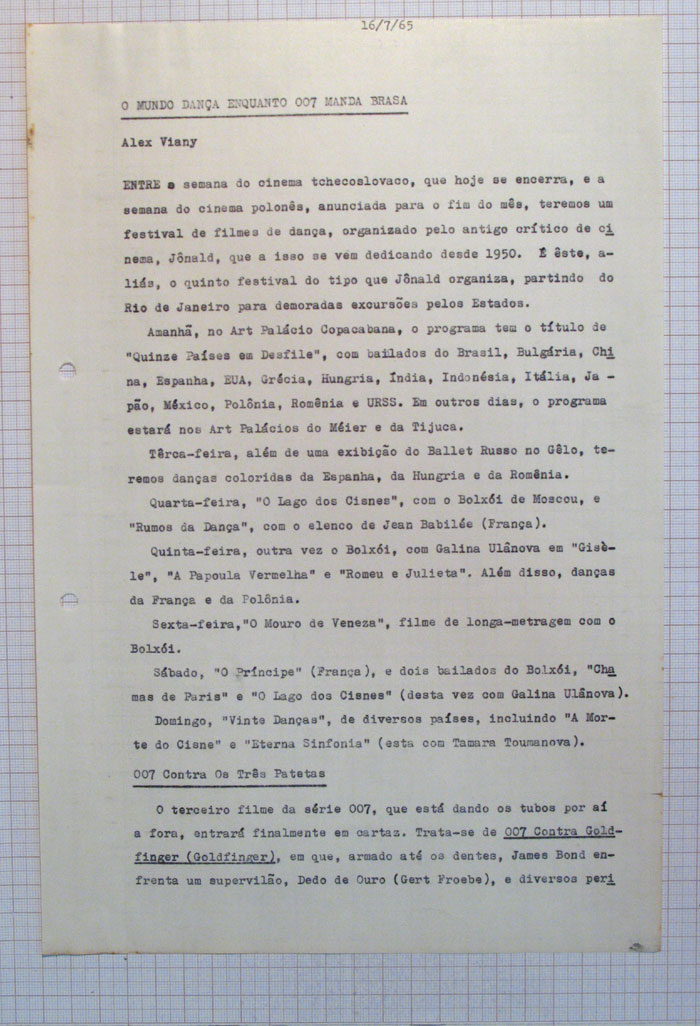 16/7/65
O MUNDO DANÇA ENQUANTO 007 MANDA BRASA
Alex Viany
ENTRE a semana do cinema tchecoslovaco, que hoje se encerra, e a
semana do cinema polonês, anunciada para o fim do mês, teremos um
festival de filmes de dança, organizado pelo antigo crítico de ci
nema, Jônald, que a isso se vem dedicando desde 1950. É êste, a-
liás, o quinto festival do tipo que Jônald organiza, partindo do
Rio de Janeiro para demoradas excursões pelos Estados.
Amanhã, no Art Palácio Copacabana, o programa tem o título de
"Quinze Países em Desfile", com bailados do Brasil, Bulgária, Chi
na, Espanha, EUA, Grécia, Hungria, Índia, Indonésia, Itália, Ja -
pão, México, Polônia, Romênia e URSS. Em outros dias, o programa
estará nos Art Palácios do Méier e da Tijuca.
Têrca-feira, além de uma exibição do Ballet Russo no Gêlo, te-
remos danças coloridas da Espanha, da Hungria e da Romênia.
Quarta-feira, "O Lago dos Cisnes", com o Bolxói de Moscou, e
"Rumos da Dança", com o elenco de Jean Babilée (França).
Quinta-feira, outra vez o Bolxói, com Galina Ulânova em "Gisè-
le", "A Papoula Vermelha" e "Romeu e Julieta". Além disso, danças
da França e da Polônia.
Sexta-feira,"O Mouro de Veneza", filme de longa-metragem com o
Bolxói.
Sábado, "O Príncipe" (França), e dois bailados do Bolxói, "Cha
mas de Paris" e "O Lago dos Cisnes" (desta vez com Galina Ulânova).
Domingo, "Vinte Danças", de diversos países, incluindo "A Mor-
te do Cisne" e "Eterna Sinfonia" (esta com Tamara Toumanova).
007 Contra Os Três Patetas
O terceiro filme da série 007, que está dando os tubos por aí
a fora, entrará finalmente em cartaz. Trata-se de 007 Contra Gold-
finger (Goldfinger), em que, armado até os dentes, James Bond en-
frenta um supervilão, Dedo de Ouro (Gert Froebe), e diversos peri